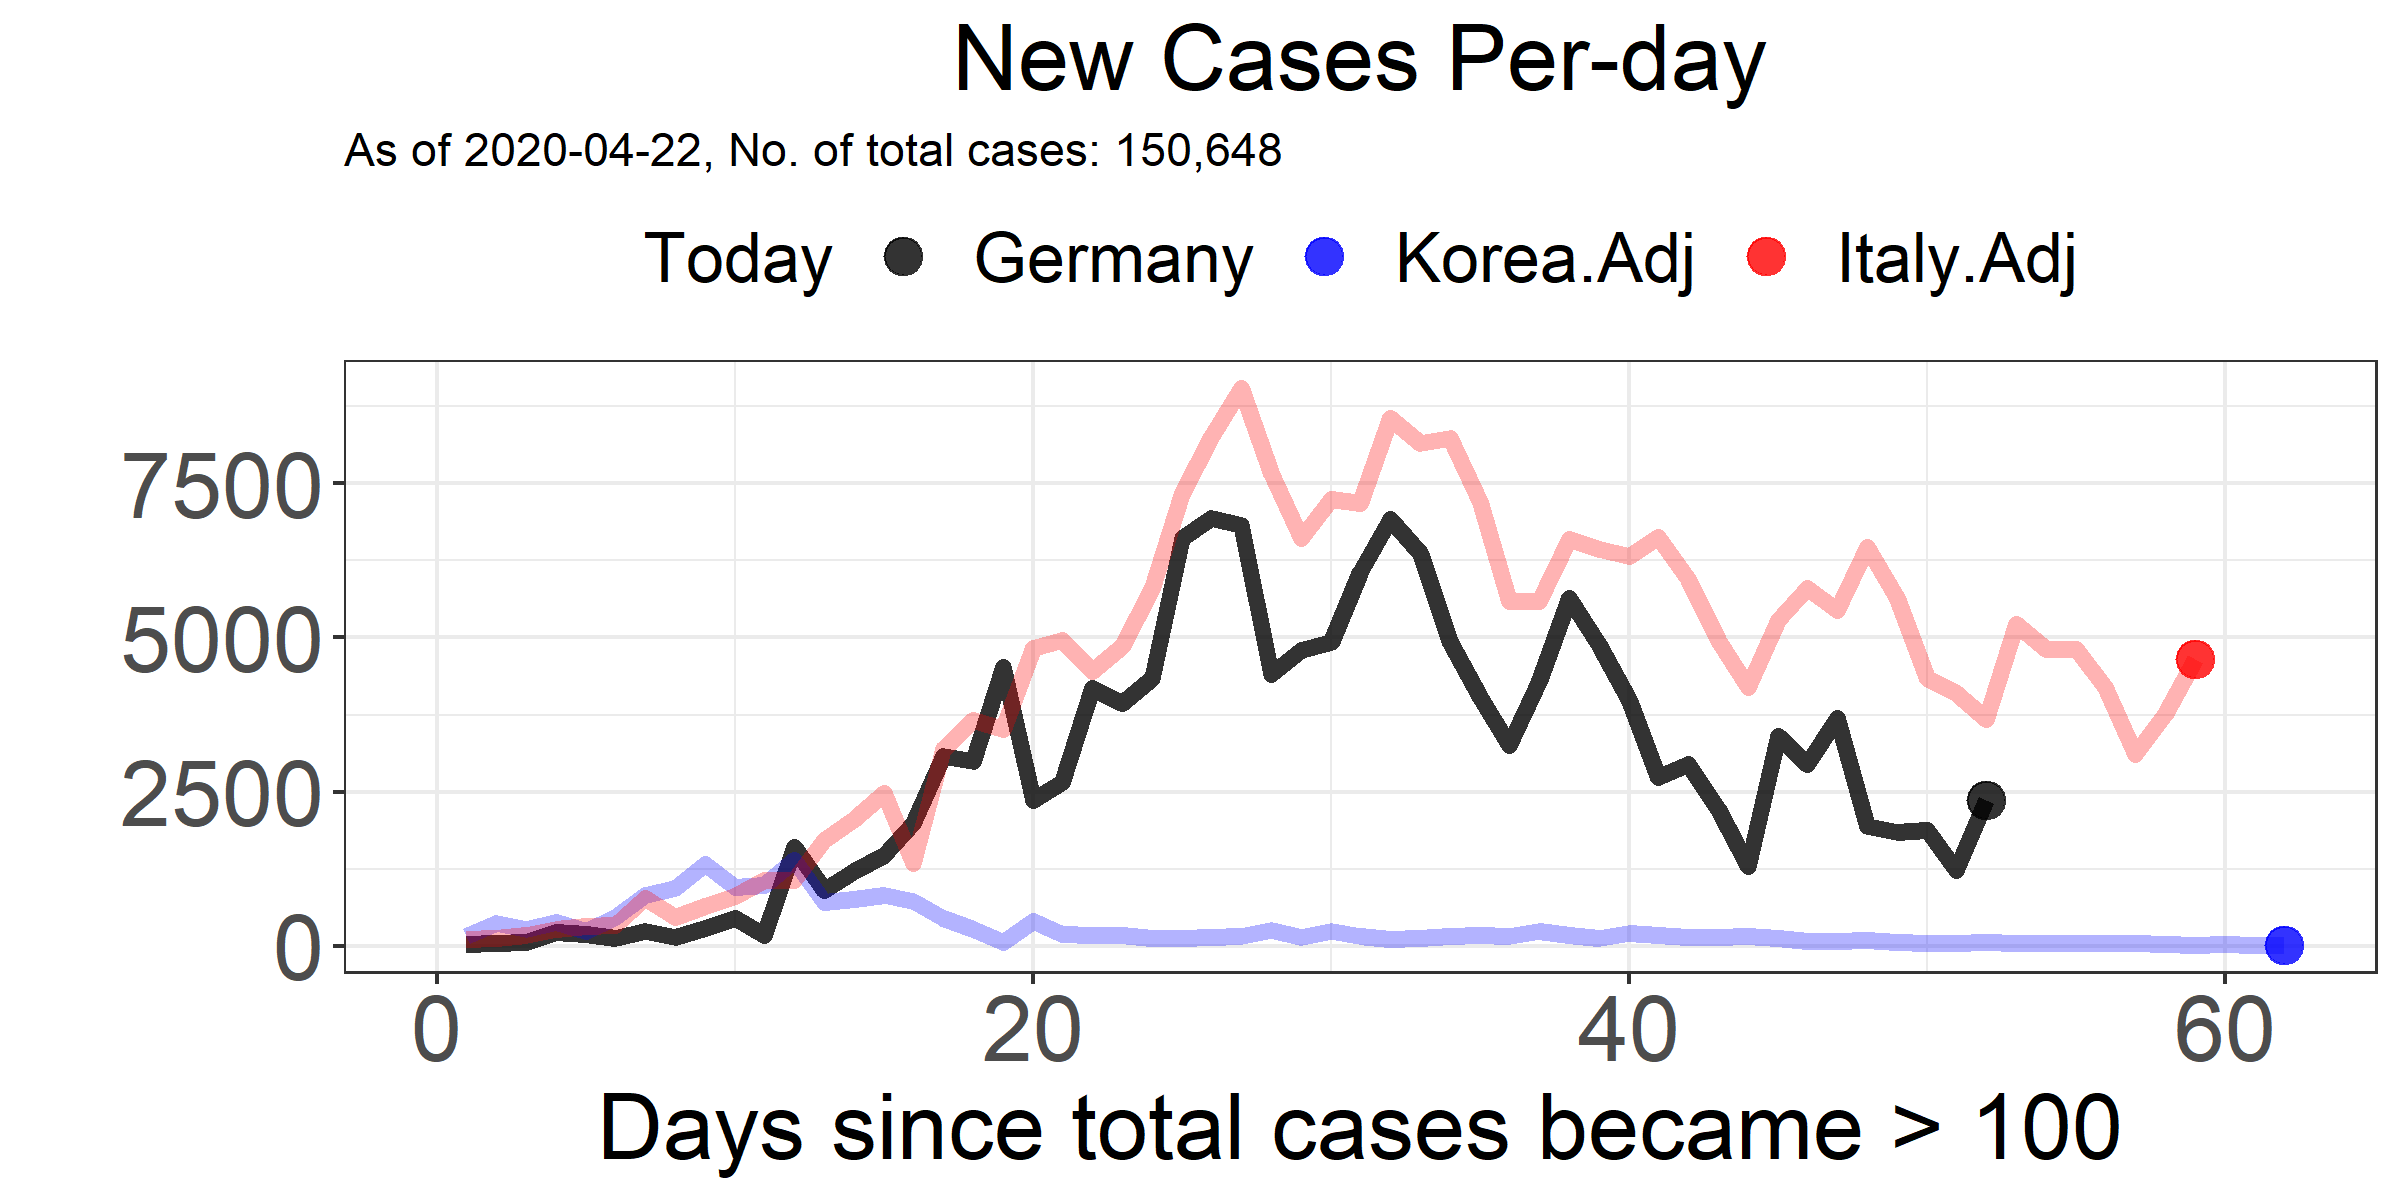 New Cases Per-day
As of 2020-04-22, No. of total cases: 150,648
Today Germany Korea.Adj Italy.Adj
7500
5000
2500
0
0 20 40 60
Days since total cases became > 100